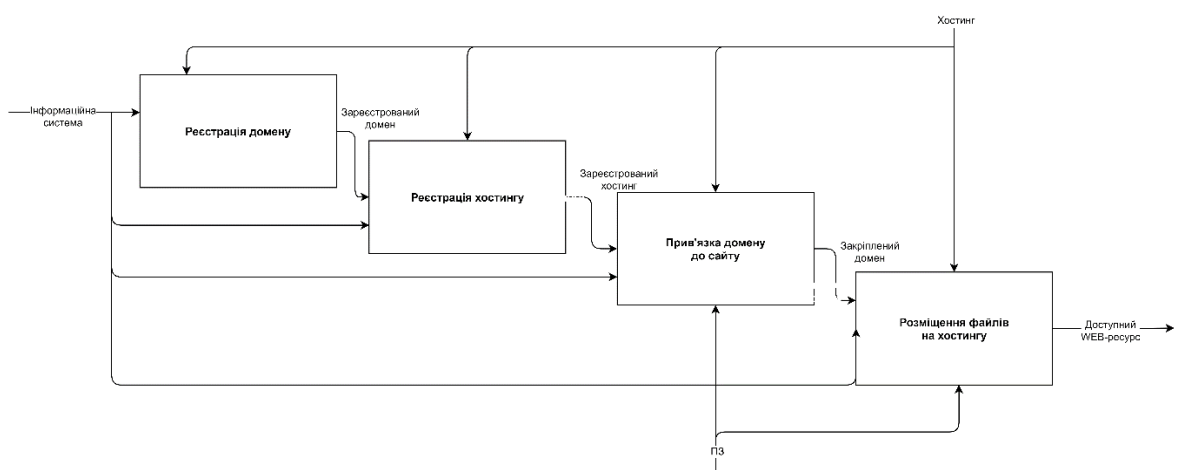 Хостинг
Інформаційна
система
Реєстрація домену
Зареєстрований
домен
Реєстрація хостингу
Зареєстрований
хостинг
Прив'язка домену
до сайту
Закріплений
домен
Розміщення файлів
на хостингу
Доступний
WEB-ресурс
ПЗ